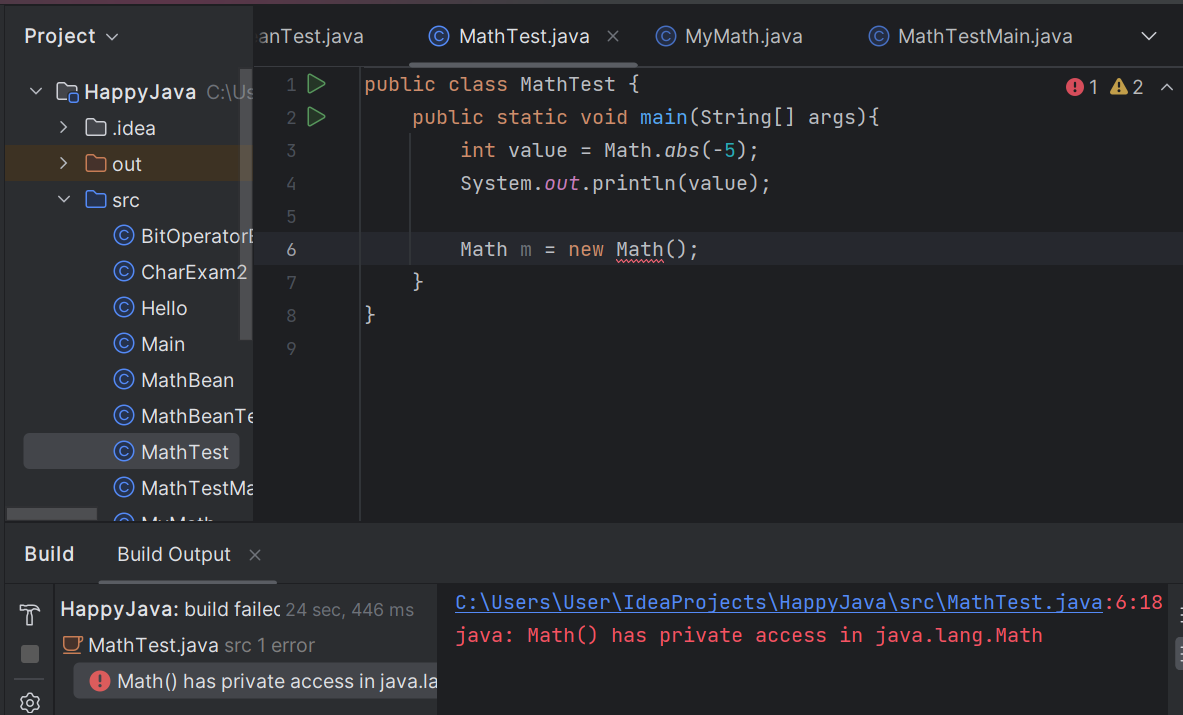 Project
anTest.java MathTest.java MyMath.java MathTestMain.java
HappyJava C:\Us
.idea
out
src
BitOperatorE
CharExam2
Hello
Main
MathBean
MathBeanTe
MathTest
MathTestMa
MyMath
1 public class MathTest {
2 public static void main(String[] args){
3 int value = Math.abs(-5);
4 System.out.println(value);
5
6 Math m = new Math();
7 }
8 }
9
1 2
Build Build Output
HappyJava: build failed 24 sec, 446 ms
MathTest.java src 1 error
Math() has private access in java.la
C:\Users\User\IdeaProjects\HappyJava\src\MathTest.java:6:18
java: Math() has private access in java.lang.Math